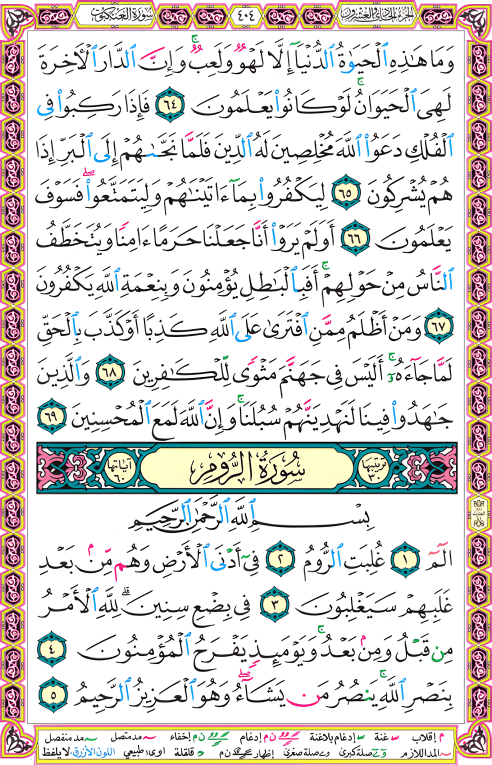 سورة العنكبوت ٤٠٤ الجزء الحادي والعشرون
وَمَا هَٰذِهِ ٱلْحَيَوٰةُ ٱلدُّنْيَآ إِلَّا لَهْوٌ وَلَعِبٌ ۚ وَإِنَّ ٱلدَّارَ ٱلْـَٔاخِرَةَ
لَهِىَ ٱلْحَيَوَانُ ۚ لَوْ كَانُوا۟ يَعْلَمُونَ ٦٤ فَإِذَا رَكِبُوا۟ فِى
ٱلْفُلْكِ دَعَوُا۟ ٱللَّهَ مُخْلِصِينَ لَهُ ٱلدِّينَ فَلَمَّا نَجَّىٰهُمْ إِلَى ٱلْبَرِّ إِذَا
هُمْ يُشْرِكُونَ ٦٥ لِيَكْفُرُوا۟ بِمَآ ءَاتَيْنَٰهُمْ وَلِيَتَمَتَّعُوا۟ ۖ فَسَوْفَ
يَعْلَمُونَ ٦٦ أَوَلَمْ يَرَوْا۟ أَنَّا جَعَلْنَا حَرَمًا ءَامِنًا وَيُتَخَطَّفُ
ٱلنَّاسُ مِنْ حَوْلِهِمْ ۚ أَفَبِٱلْبَٰطِلِ يُؤْمِنُونَ وَبِنِعْمَةِ ٱللَّهِ يَكْفُرُونَ
٦٧ وَمَنْ أَظْلَمُ مِمَّنِ ٱفْتَرَىٰ عَلَى ٱللَّهِ كَذِبًا أَوْ كَذَّبَ بِٱلْحَقِّ
لَمَّا جَآءَهُۥٓ ۚ أَلَيْسَ فِى جَهَنَّمَ مَثْوًى لِّلْكَٰفِرِينَ ٦٨ وَٱلَّذِينَ
جَٰهَدُوا۟ فِينَا لَنَهْدِيَنَّهُمْ سُبُلَنَا ۚ وَإِنَّ ٱللَّهَ لَمَعَ ٱلْمُحْسِنِينَ ٦٩
ترتيبها ٣٠ سُورَةُ الرُّومِ آياتها ٦٠
بِسْمِ ٱللَّهِ ٱلرَّحْمَٰنِ ٱلرَّحِيمِ
الٓمٓ ١ غُلِبَتِ ٱلرُّومُ ٢ فِىٓ أَدْنَى ٱلْأَرْضِ وَهُم مِّنۢ بَعْدِ
غَلَبِهِمْ سَيَغْلِبُونَ ٣ فِى بِضْعِ سِنِينَ ۗ لِلَّهِ ٱلْأَمْرُ
مِن قَبْلُ وَمِنۢ بَعْدُ ۚ وَيَوْمَئِذٍ يَفْرَحُ ٱلْمُؤْمِنُونَ ٤
بِنَصْرِ ٱللَّهِ ۚ يَنصُرُ مَن يَشَآءُ ۖ وَهُوَ ٱلْعَزِيزُ ٱلرَّحِيمُ ٥
م إقلاب س غنة إدغام بلاغنة ن م إدغام ن م إخفاء مد متصل مد منفصل
المد اللازم صلة كبرى صلة صغرى إظهار قلقلة اوى طبيعي اللون الأزرق لا يلفظ